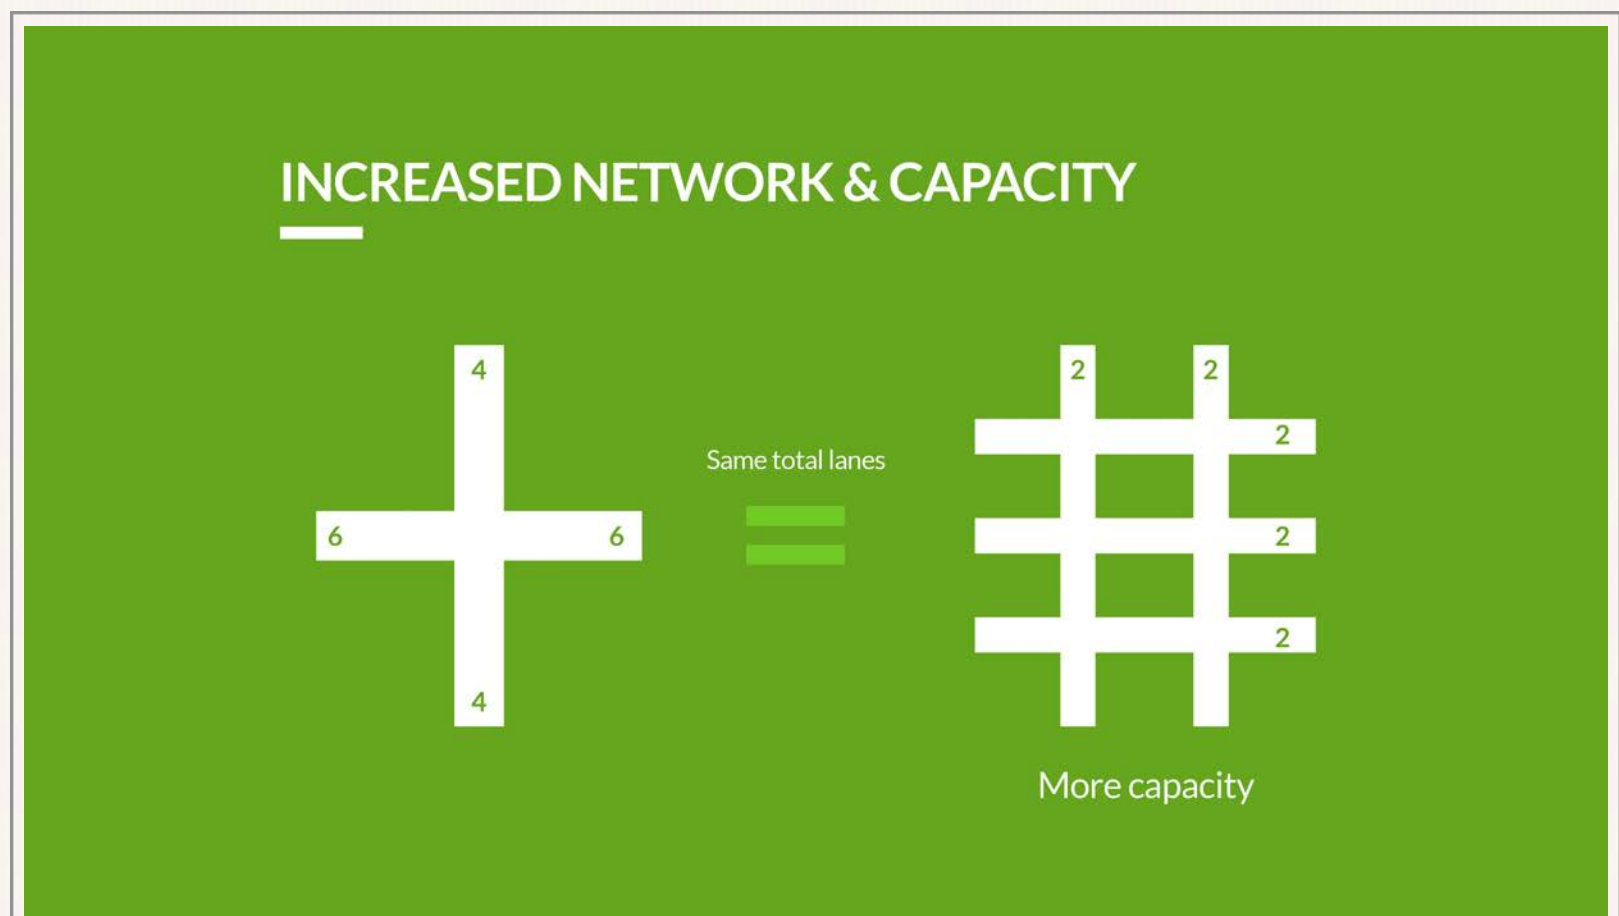 INCREASED NETWORK & CAPACITY
4
6 6
4
Same total lanes
2 2
2
2
2
More capacity